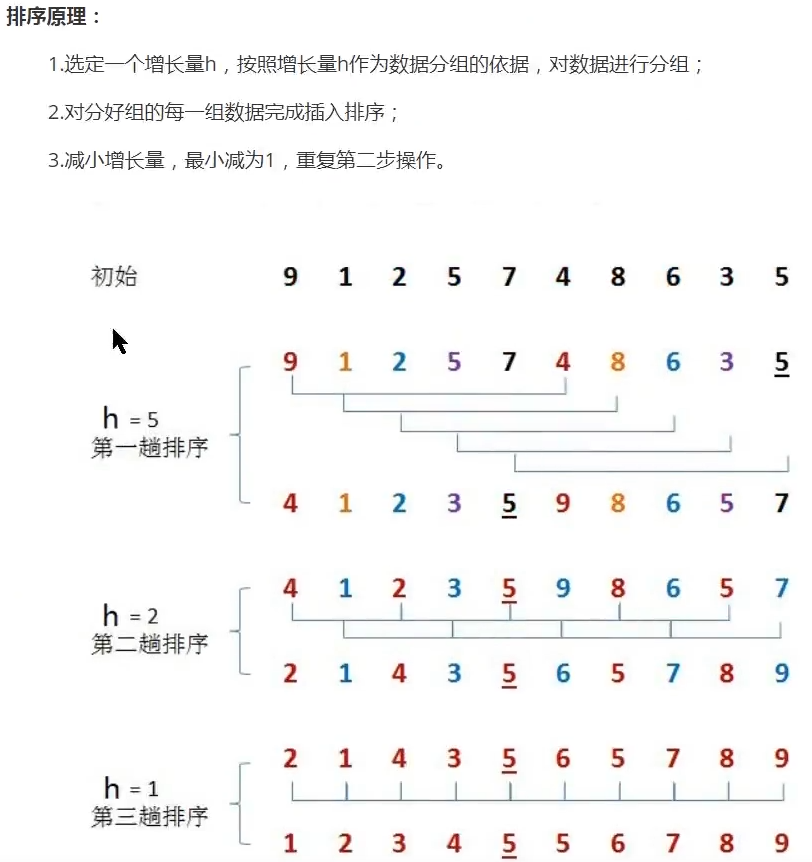 排序原理：
1.选定一个增长量h，按照增长量h作为数据分组的依据，对数据进行分组；
2.对分好组的每一组数据完成插入排序；
3.减小增长量，最小减为1，重复第二步操作。
初始 9 1 2 5 7 4 8 6 3 5
9 1 2 5 7 4 8 6 3 5
h = 5
第一趟排序
4 1 2 3 5 9 8 6 5 7
4 1 2 3 5 9 8 6 5 7
h = 2
第二趟排序
2 1 4 3 5 6 5 7 8 9
2 1 4 3 5 6 5 7 8 9
h = 1
第三趟排序
1 2 3 4 5 5 6 7 8 9